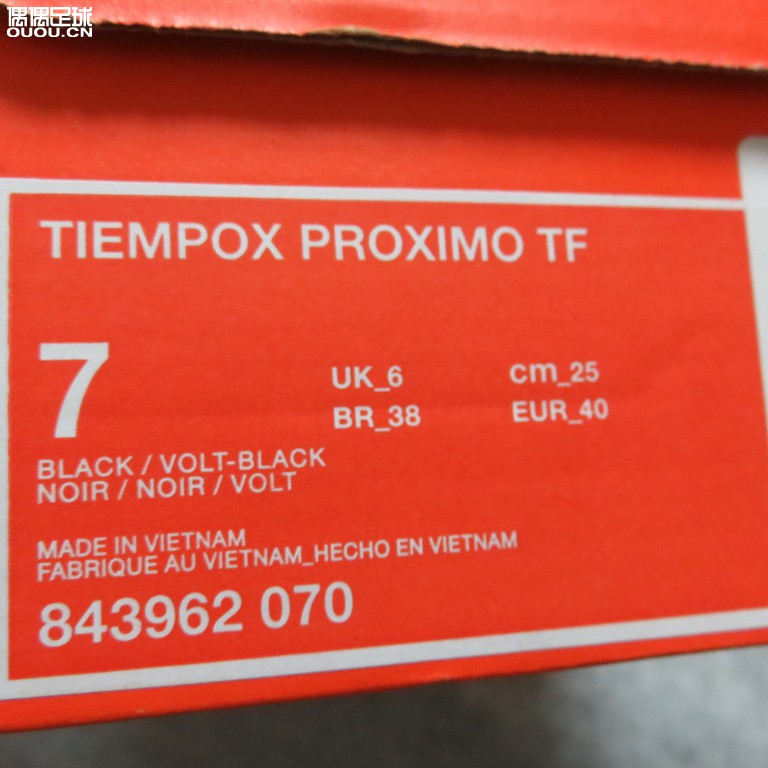 偶偶足球
OUOU.CN
TIEMPOX PROXIMO TF
7
UK_6
cm_25
BR_38
EUR_40
BLACK / VOLT-BLACK
NOIR / NOIR / VOLT
MADE IN VIETNAM
FABRIQUE AU VIETNAM_HECHO EN VIETNAM
843962 070